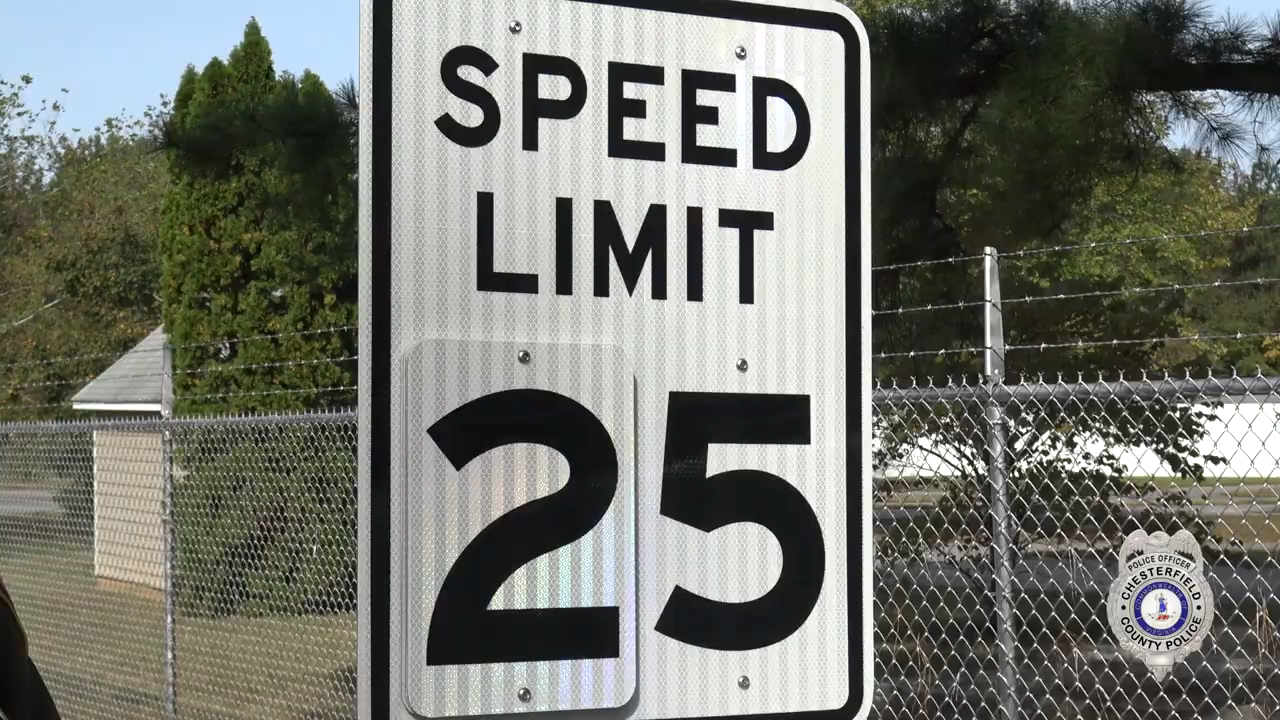 SPEED
LIMIT
25
POLICE OFFICER
CHESTERFIELD
COUNTY POLICE